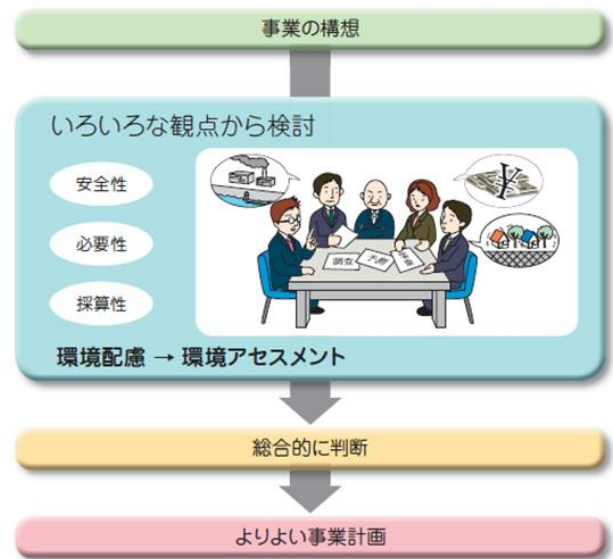 事業の構想
いろいろな観点から検討
安全性
必要性
採算性
調査
予測
環境配慮 → 環境アセスメント
総合的に判断
よりよい事業計画